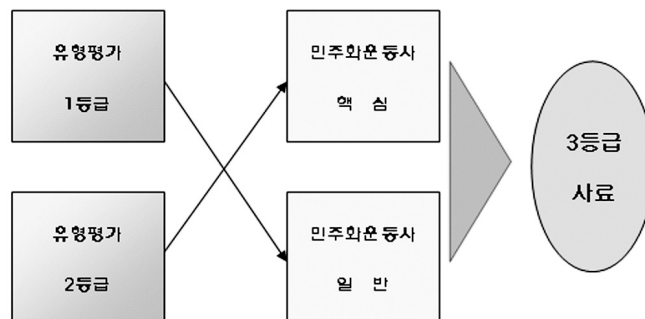 유형평가
1등급
민주화운동사
핵 심
유형평가
2등급
민주화운동사
일 반
3등급
사료